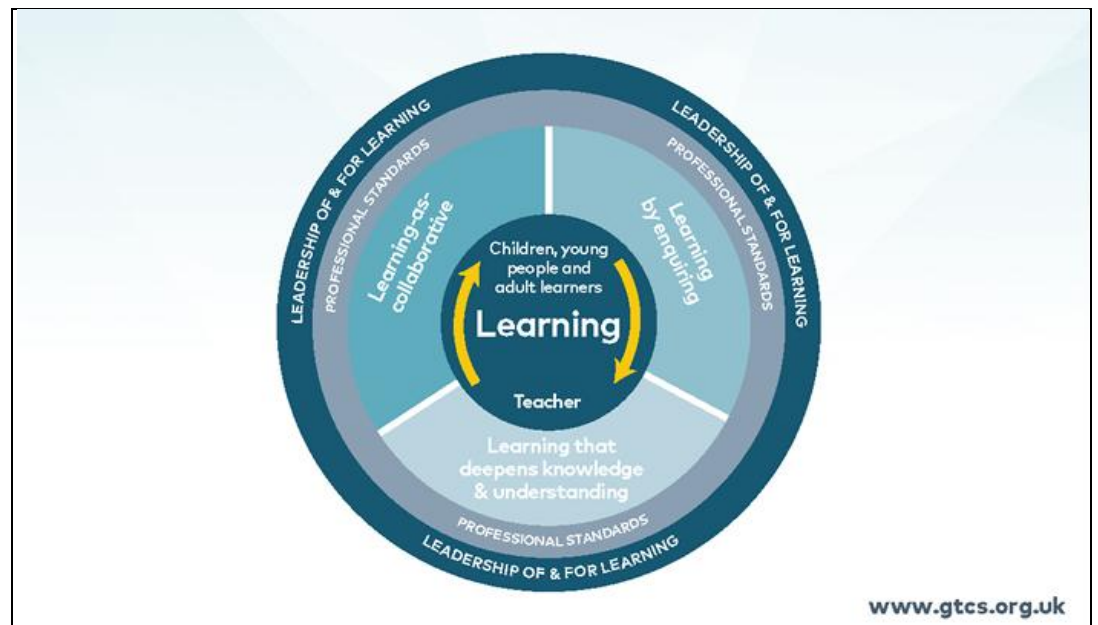 LEADERSHIP OF & FOR LEARNING
LEADERSHIP OF & FOR LEARNING
PROFESSIONAL STANDARDS
PROFESSIONAL STANDARDS
Learning-as-
collaborative
Learning
by enquiring
Children, young
people and
adult learners
Learning
Teacher
Learning that
deepens knowledge
& understanding
PROFESSIONAL STANDARDS
LEADERSHIP OF & FOR LEARNING
www.gtcs.org.uk